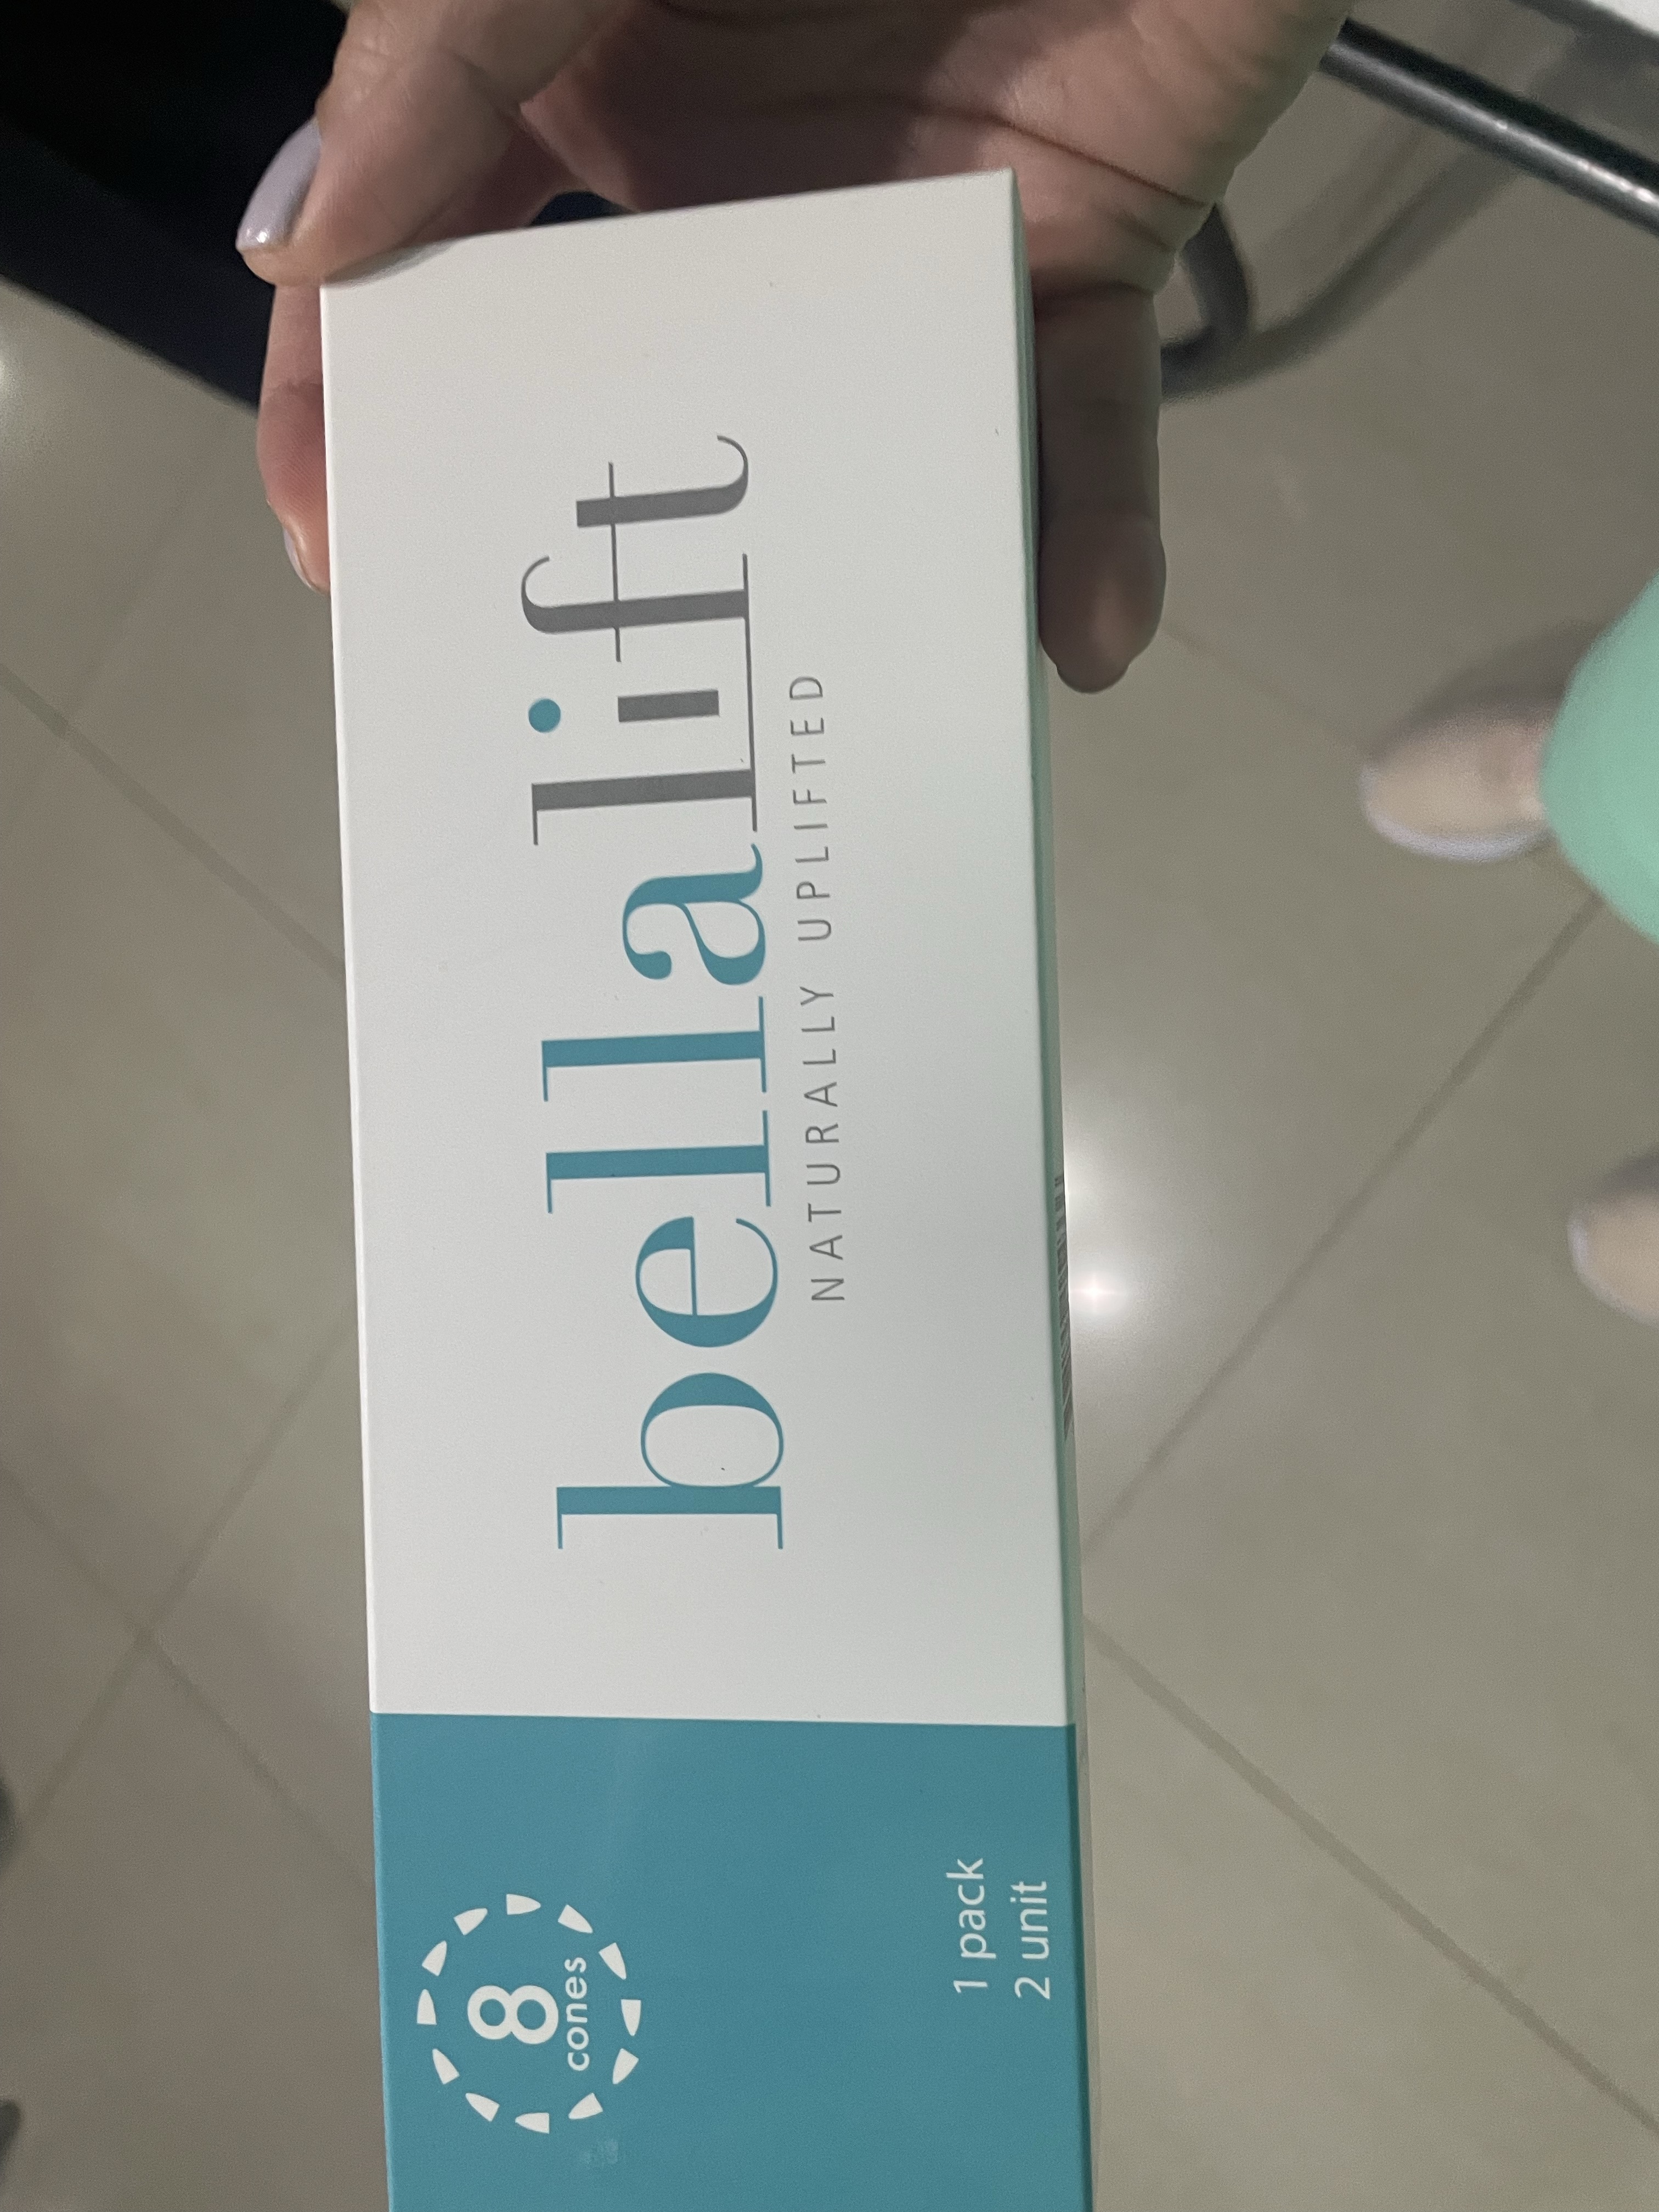 bellalift
NATURALLY UPLIFTED
8
cones
1 pack
2 unit